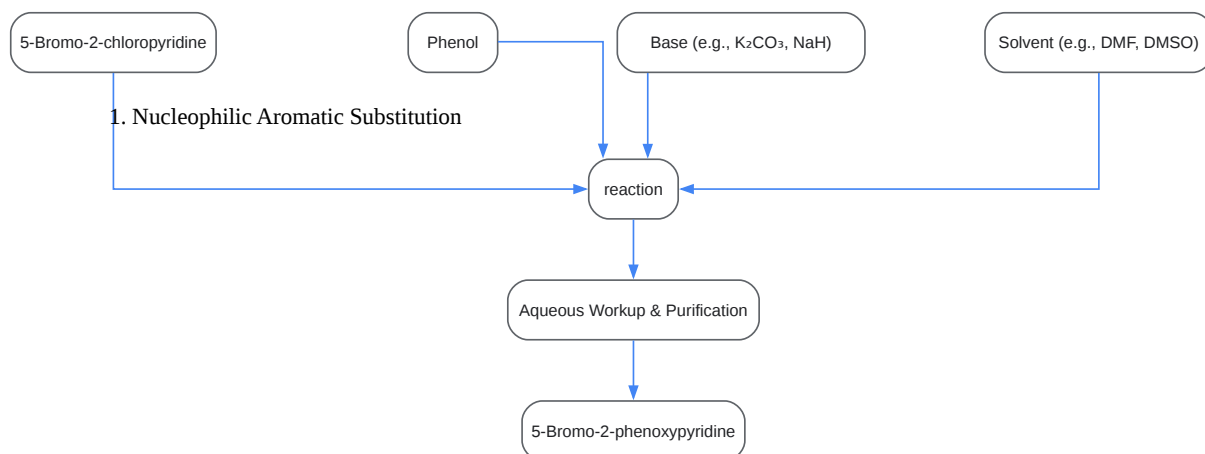 5-Bromo-2-chloropyridine
Phenol
Base (e.g., K₂CO₃, NaH)
Solvent (e.g., DMF, DMSO)
1. Nucleophilic Aromatic Substitution
reaction
Aqueous Workup & Purification
5-Bromo-2-phenoxypyridine